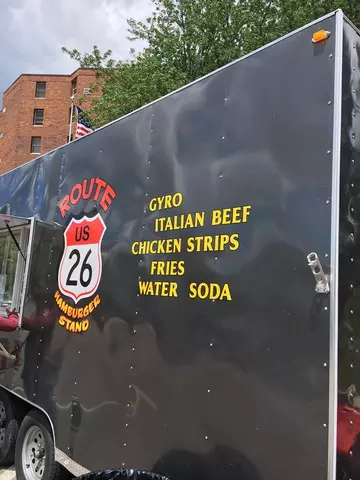 ROUTE
US
26
HAMBURGER
STAND
GYRO
ITALIAN BEEF
CHICKEN STRIPS
FRIES
WATER SODA